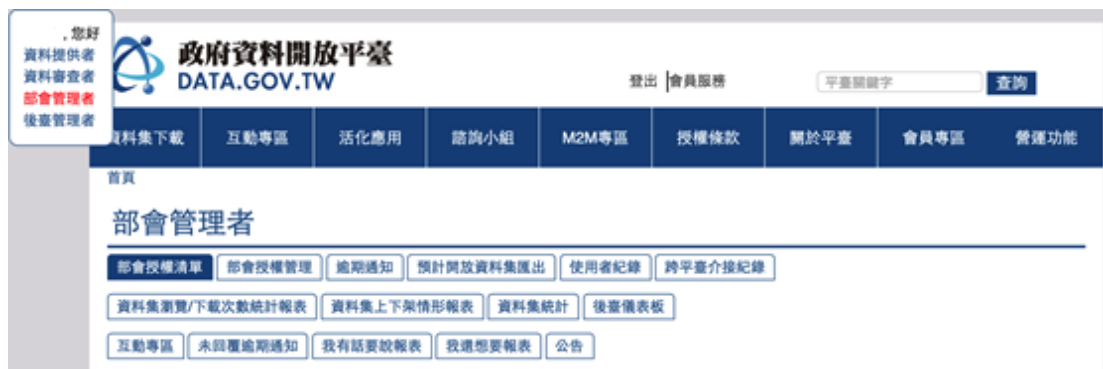 , 您好
資料提供者
資料審查者
部會管理者
後臺管理者
政府資料開放平臺
DATA.GOV.TW
登出 會員服務 平臺關鍵字 查詢
資料集下載 互動專區 活化應用 諮詢小組 M2M專區 授權條款 關於平臺 會員專區 營運功能
首頁
部會管理者
部會授權清單 部會授權管理 逾期通知 預計開放資料集匯出 使用者紀錄 跨平臺介接紀錄
資料集瀏覽/下載次數統計報表 資料集上下架情形報表 資料集統計 後臺儀表板
互動專區 未回覆逾期通知 我有話要說報表 我還想要報表 公告